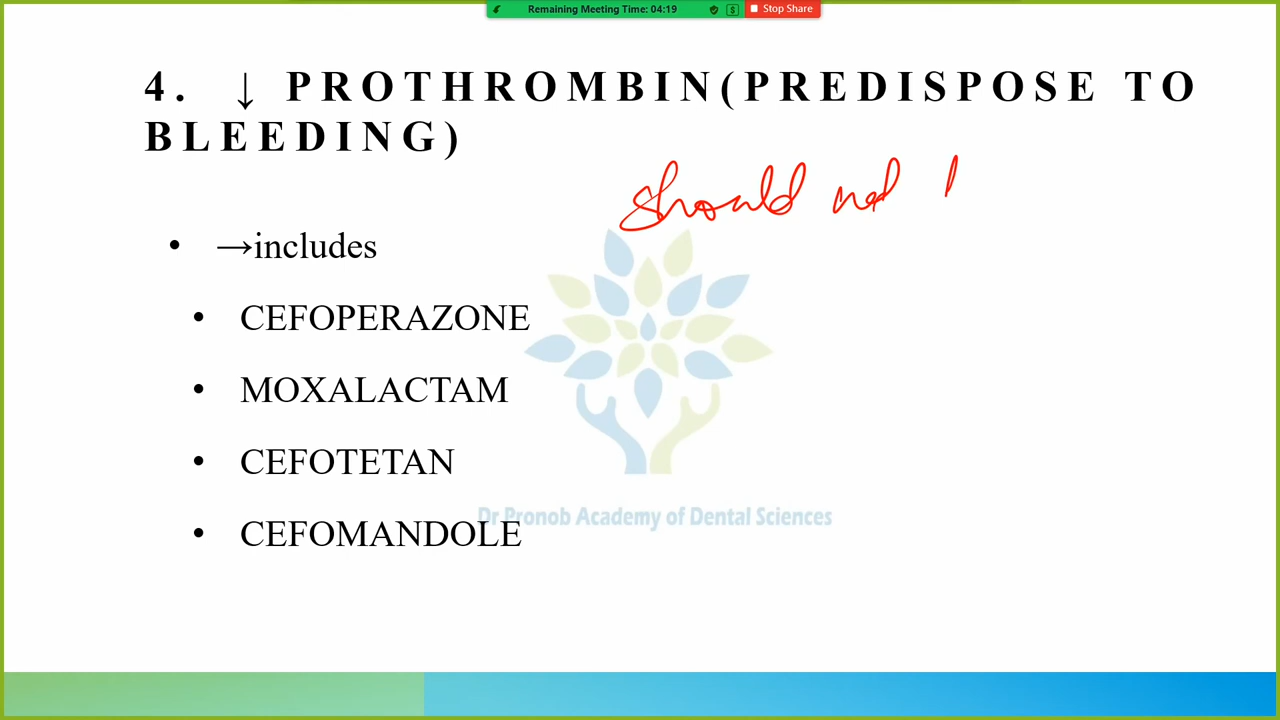 Remaining Meeting Time: 04:19
Stop Share
4. ↓ PROTHROMBIN(PREDISPOSE TO
BLEEDING)
should not
• →includes
• CEFOPERAZONE
• MOXALACTAM
• CEFOTETAN
Dr Pronob Academy of Dental Sciences
• CEFOMANDOLE